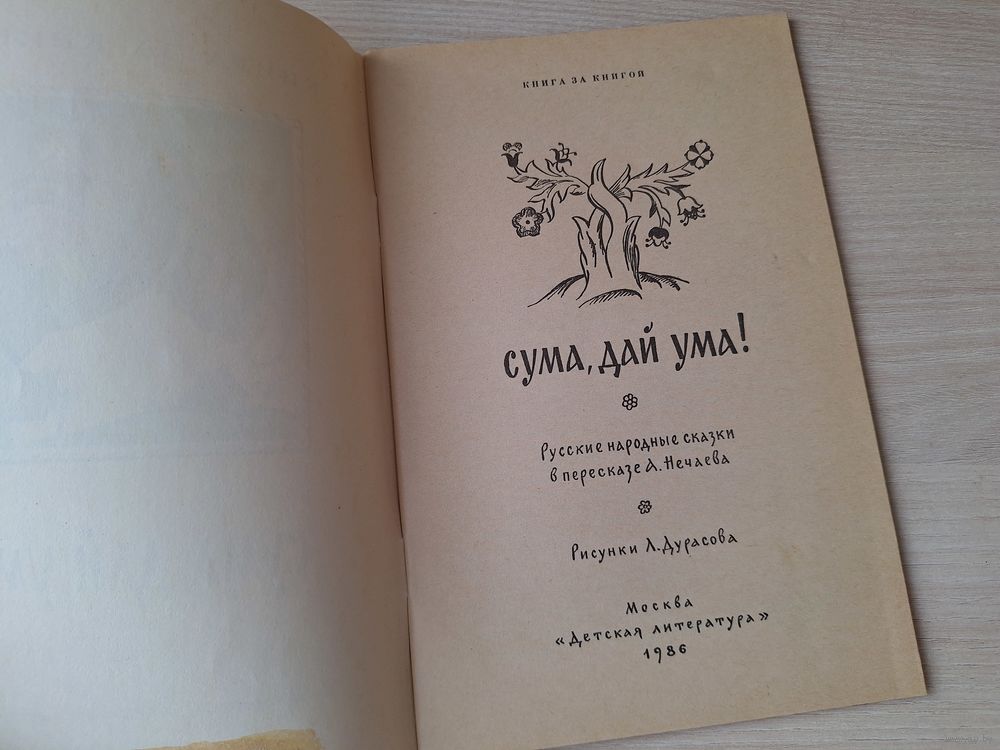 КНИГА ЗА КНИГОЙ
сума, дай ума!
Русские народные сказки
в пересказе А. Нечаева
Рисунки Л. Дурасова
Москва
«Детская литература»
1986